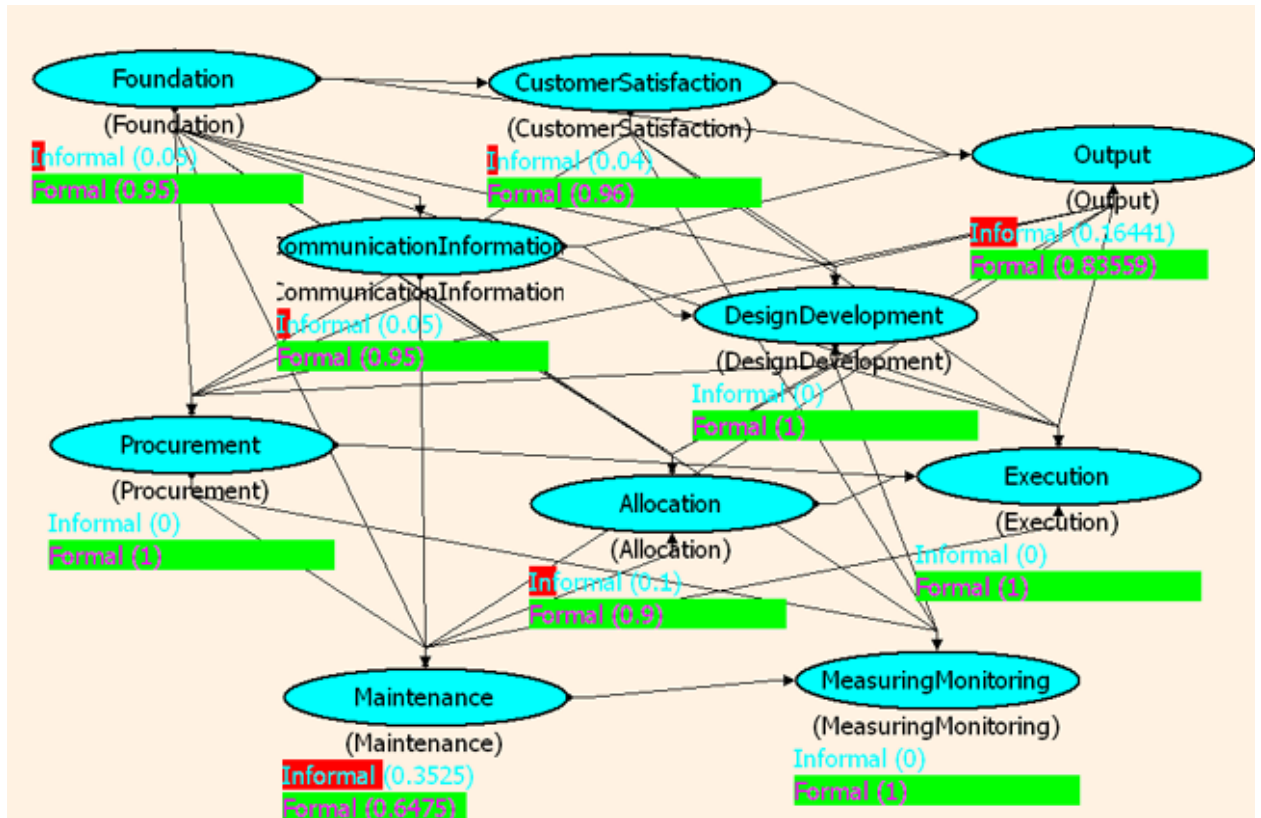 Foundation
(Foundation)
Informal (0.05)
Formal (0.95)
CustomerSatisfaction
(CustomerSatisfaction)
Informal (0.04)
Formal (0.96)
Output
(Output)
Informal (0.16441)
Formal (0.83559)
CommunicationInformation
CommunicationInformation
Informal (0.05)
Formal (0.95)
DesignDevelopment
(DesignDevelopment)
Informal (0)
Formal (1)
Procurement
(Procurement)
Informal (0)
Formal (1)
Allocation
(Allocation)
Informal (0.1)
Formal (0.9)
Execution
(Execution)
Informal (0)
Formal (1)
Maintenance
(Maintenance)
Informal (0.3525)
Formal (0.6475)
MeasuringMonitoring
(MeasuringMonitoring)
Informal (0)
Formal (1)